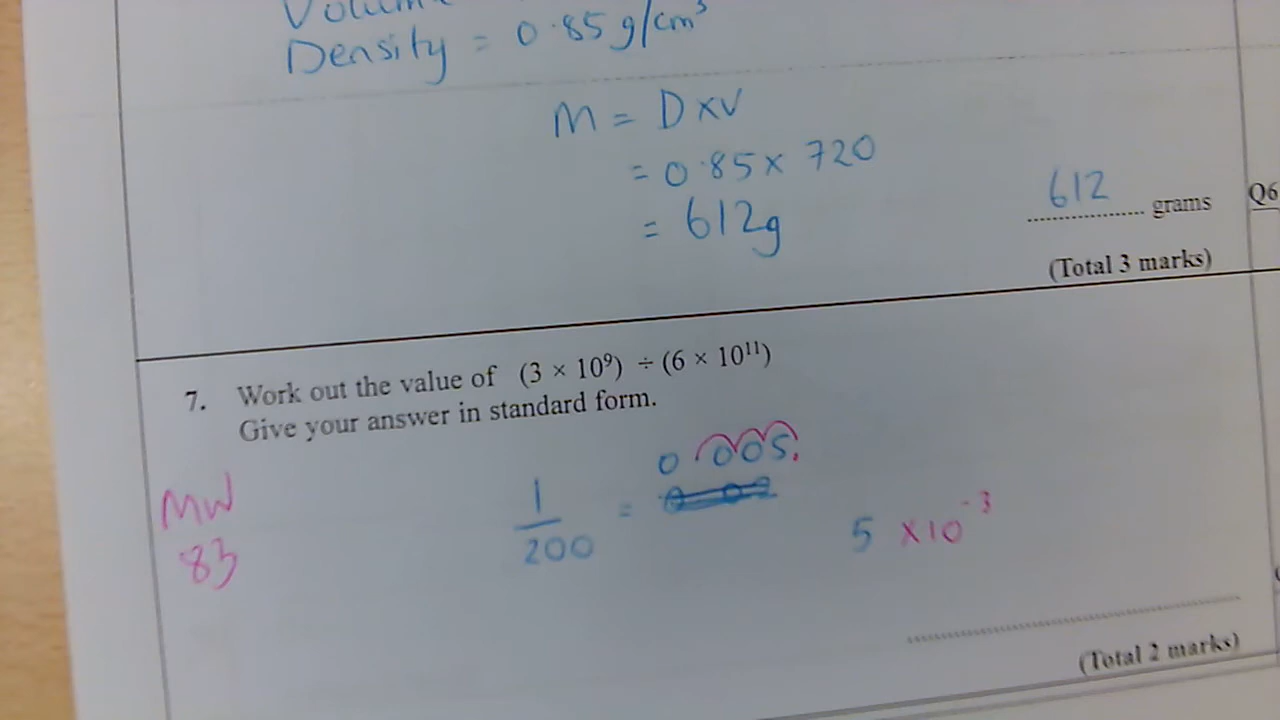 Density = 0.85 g/cm³
M = D x V
= 0.85 x 720
= 612g
612 grams
Q6
(Total 3 marks)
7. Work out the value of (3 × 10⁹) ÷ (6 × 10¹¹)
Give your answer in standard form.
MW
83
1/200 = 0.005
5 x 10⁻³
(Total 2 marks)